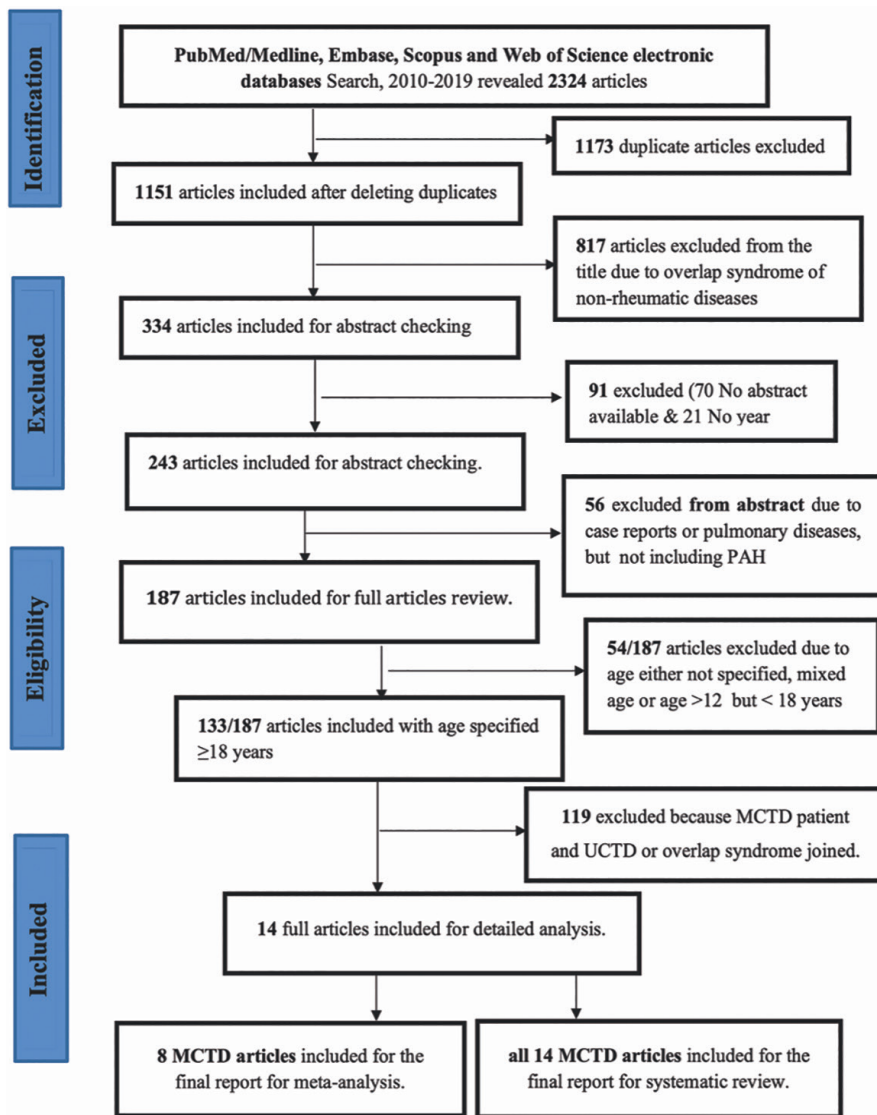 Identification
PubMed/Medline, Embase, Scopus and Web of Science electronic
databases Search, 2010-2019 revealed 2324 articles
1173 duplicate articles excluded
1151 articles included after deleting duplicates
817 articles excluded from the
title due to overlap syndrome of
non-rheumatic diseases
Excluded
334 articles included for abstract checking
91 excluded (70 No abstract
available & 21 No year
243 articles included for abstract checking.
56 excluded from abstract due to
case reports or pulmonary diseases,
but not including PAH
Eligibility
187 articles included for full articles review.
54/187 articles excluded due to
age either not specified, mixed
age or age >12 but < 18 years
133/187 articles included with age specified
≥18 years
119 excluded because MCTD patient
and UCTD or overlap syndrome joined.
Included
14 full articles included for detailed analysis.
8 MCTD articles included for the
final report for meta-analysis.
all 14 MCTD articles included for the
final report for systematic review.